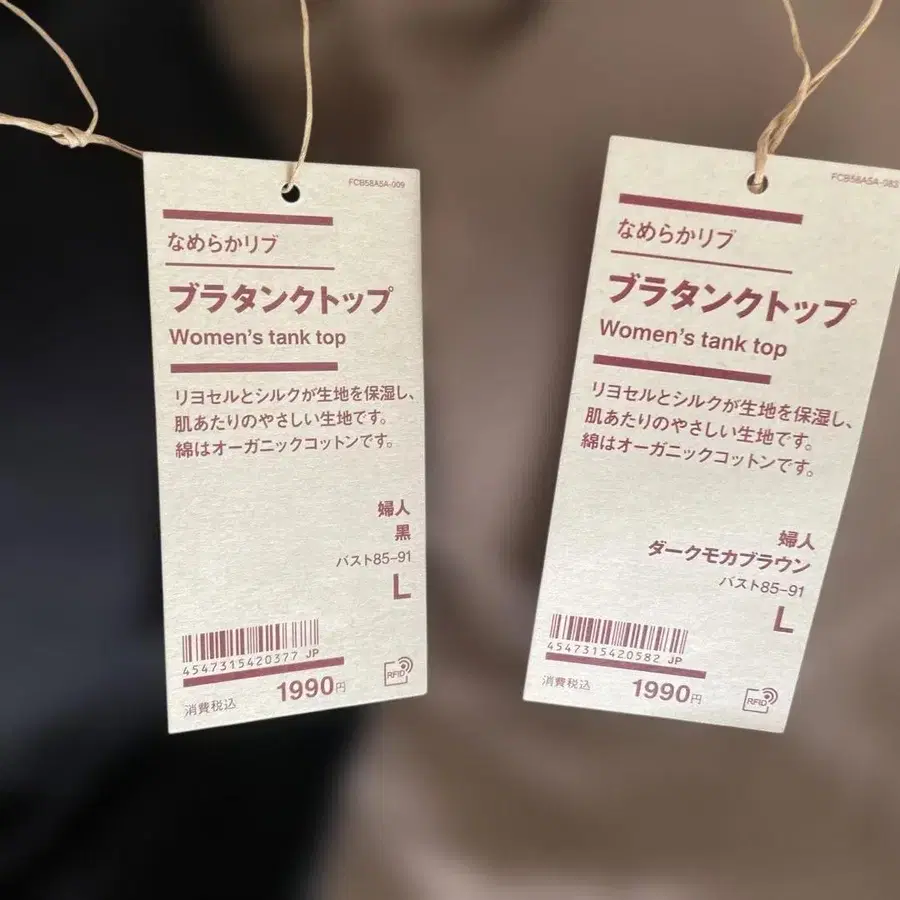 FCB58A5A-009
なめらかリブ
ブラタンクトップ
Women's tank top
リヨセルとシルクが生地を保湿し、
肌あたりのやさしい生地です。
綿はオーガニックコットンです。
婦人
黒
バスト85-91
L
4547315420377 JP
消費税込 1990円
RFID
FCB58A5A-083
なめらかリブ
ブラタンクトップ
Women's tank top
リヨセルとシルクが生地を保湿し、
肌あたりのやさしい生地です。
綿はオーガニックコットンです。
婦人
ダークモカブラウン
バスト85-91
L
4547315420582 JP
消費税込 1990円
RFID